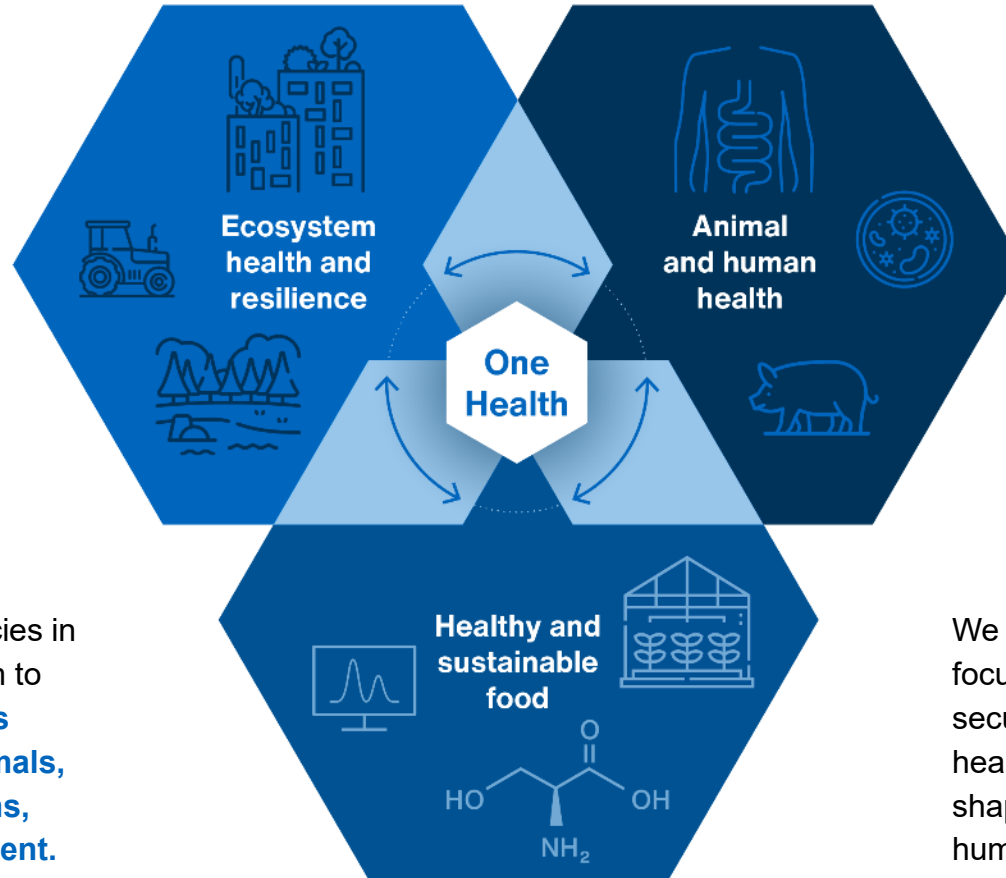 Ecosystem
health and
resilience
Animal
and human
health
One
Health
Healthy and
sustainable
food
O
HO
OH
NH₂
cies in
n to
s
nals,
ns,
ent.
We
focu
secu
heal
shap
hum